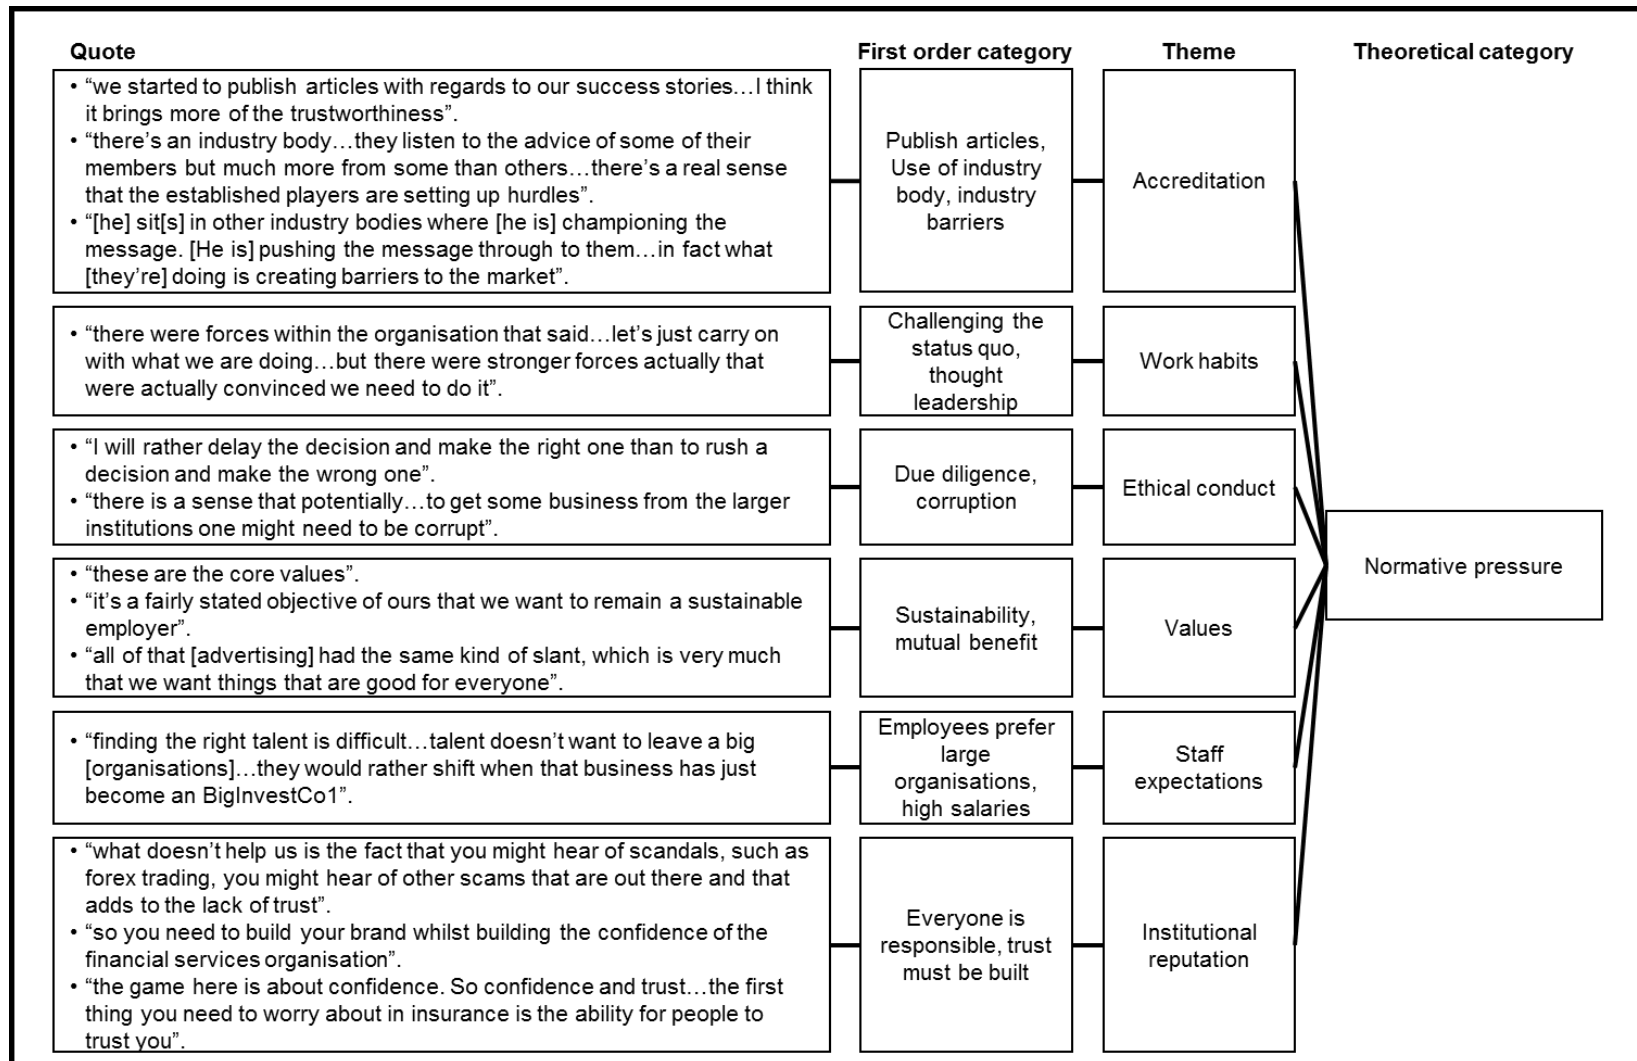 Quote
First order category
Theme
Theoretical category
• “we started to publish articles with regards to our success stories…I think
it brings more of the trustworthiness”.
• “there’s an industry body…they listen to the advice of some of their
members but much more from some than others…there’s a real sense
that the established players are setting up hurdles”.
• “[he] sit[s] in other industry bodies where [he is] championing the
message. [He is] pushing the message through to them…in fact what
[they’re] doing is creating barriers to the market”.
Publish articles,
Use of industry
body, industry
barriers
Accreditation
• “there were forces within the organisation that said…let’s just carry on
with what we are doing…but there were stronger forces actually that
were actually convinced we need to do it”.
Challenging the
status quo,
thought
leadership
Work habits
• “I will rather delay the decision and make the right one than to rush a
decision and make the wrong one”.
• “there is a sense that potentially…to get some business from the larger
institutions one might need to be corrupt”.
Due diligence,
corruption
Ethical conduct
• “these are the core values”.
• “it’s a fairly stated objective of ours that we want to remain a sustainable
employer”.
• “all of that [advertising] had the same kind of slant, which is very much
that we want things that are good for everyone”.
Sustainability,
mutual benefit
Values
• “finding the right talent is difficult…talent doesn’t want to leave a big
[organisations]…they would rather shift when that business has just
become an BigInvestCo1”.
Employees prefer
large
organisations,
high salaries
Staff
expectations
• “what doesn’t help us is the fact that you might hear of scandals, such as
forex trading, you might hear of other scams that are out there and that
adds to the lack of trust”.
• “so you need to build your brand whilst building the confidence of the
financial services organisation”.
• “the game here is about confidence. So confidence and trust…the first
thing you need to worry about in insurance is the ability for people to
trust you”.
Everyone is
responsible, trust
must be built
Institutional
reputation
Normative pressure